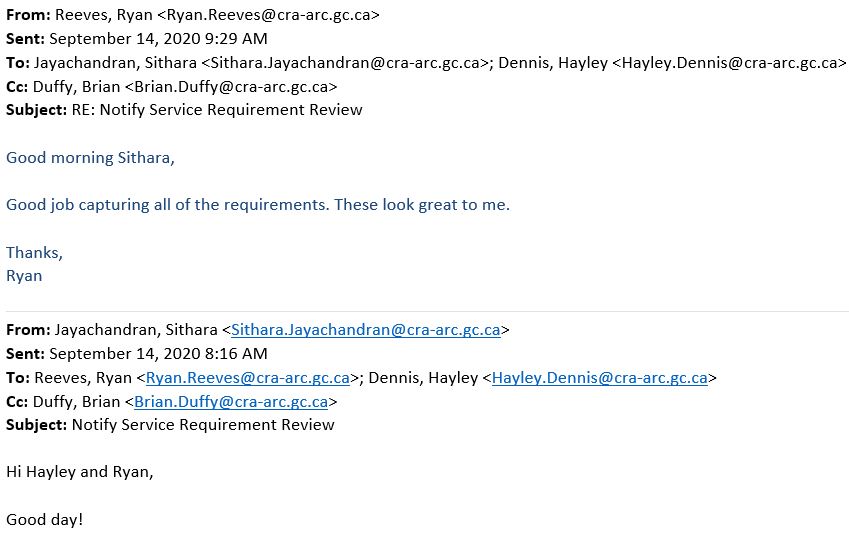 From: Reeves, Ryan <Ryan.Reeves@cra-arc.gc.ca>
Sent: September 14, 2020 9:29 AM
To: Jayachandran, Sithara <Sithara.Jayachandran@cra-arc.gc.ca>; Dennis, Hayley <Hayley.Dennis@cra-arc.gc.ca>
Cc: Duffy, Brian <Brian.Duffy@cra-arc.gc.ca>
Subject: RE: Notify Service Requirement Review
Good morning Sithara,
Good job capturing all of the requirements. These look great to me.
Thanks,
Ryan
From: Jayachandran, Sithara <Sithara.Jayachandran@cra-arc.gc.ca>
Sent: September 14, 2020 8:16 AM
To: Reeves, Ryan <Ryan.Reeves@cra-arc.gc.ca>; Dennis, Hayley <Hayley.Dennis@cra-arc.gc.ca>
Cc: Duffy, Brian <Brian.Duffy@cra-arc.gc.ca>
Subject: Notify Service Requirement Review
Hi Hayley and Ryan,
Good day!